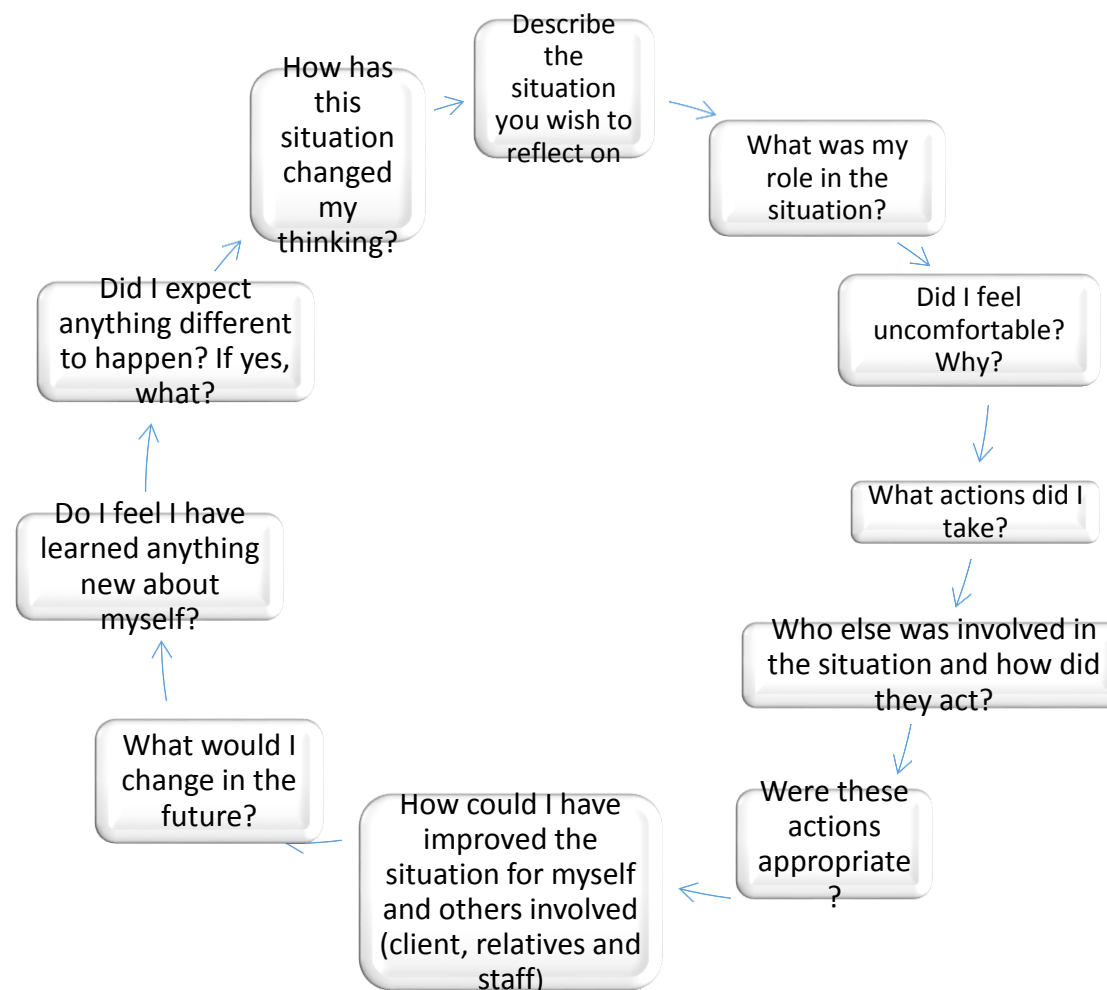 Describe
the
situation
you wish to
reflect on
What was my
role in the
situation?
Did I feel
uncomfortable?
Why?
What actions did I
take?
Who else was involved in
the situation and how did
they act?
Were these
actions
appropriate
?
How could I have
improved the
situation for myself
and others involved
(client, relatives and
staff)
What would I
change in the
future?
Do I feel I have
learned anything
new about
myself?
Did I expect
anything different
to happen? If yes,
what?
How has
this
situation
changed
my
thinking?